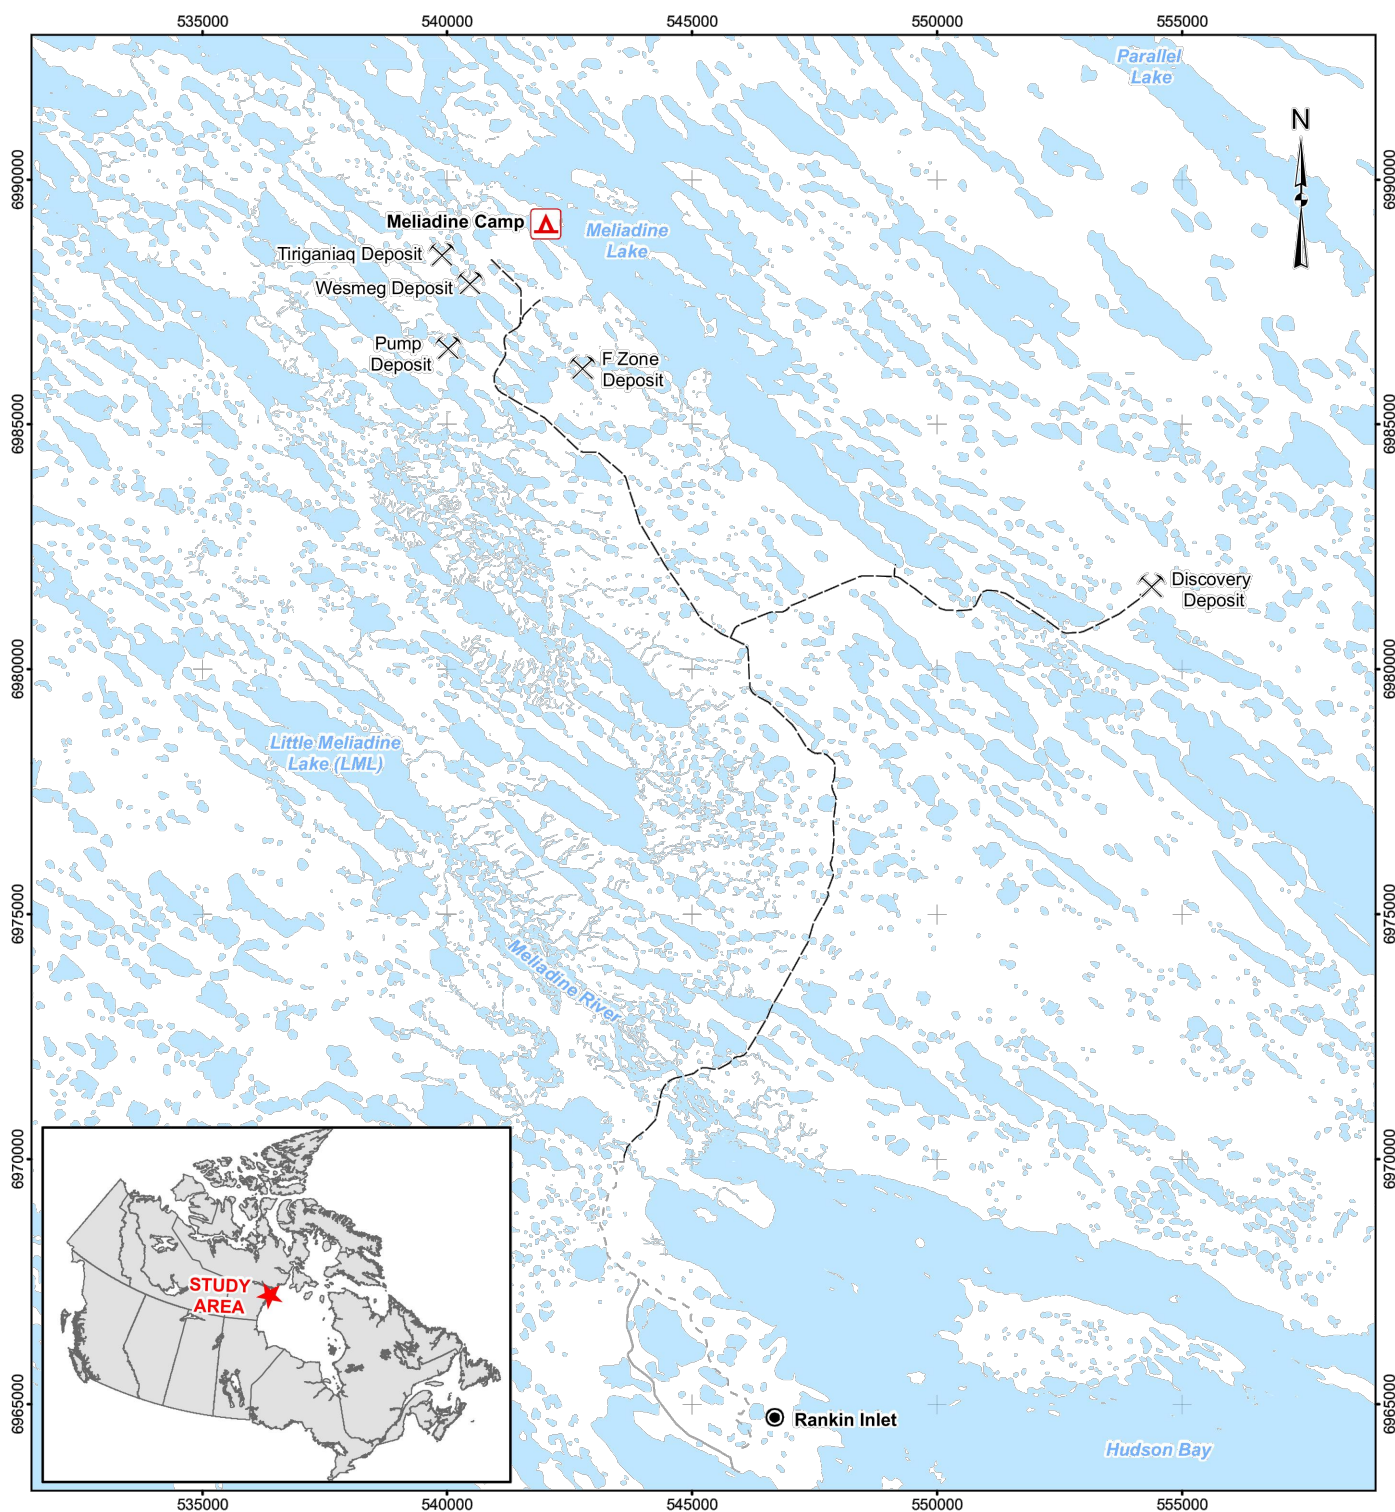 535000
540000
545000
550000
555000
Parallel
Lake
N
6990000
6990000
Meliadine Camp
Meliadine
Lake
Tiriganiaq Deposit
Wesmeg Deposit
Pump
Deposit
F Zone
Deposit
6985000
6985000
Discovery
Deposit
6980000
6980000
Little Meliadine
Lake (LML)
6975000
6975000
Meliadine River
6970000
6970000
STUDY
AREA
6965000
6965000
Rankin Inlet
Hudson Bay
535000
540000
545000
550000
555000